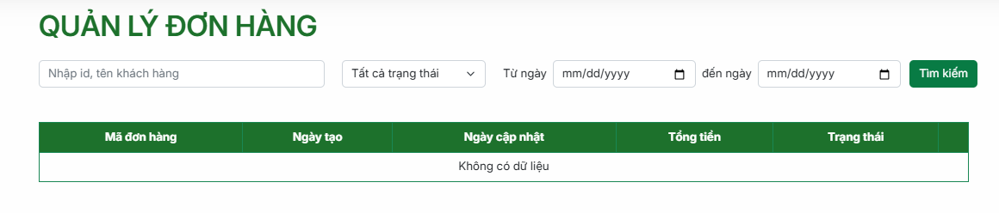 QUẢN LÝ ĐƠN HÀNG
Nhập id, tên khách hàng Tất cả trạng thái Từ ngày mm/dd/yyyy đến ngày mm/dd/yyyy Tìm kiếm
Mã đơn hàng Ngày tạo Ngày cập nhật Tổng tiền Trạng thái
Không có dữ liệu